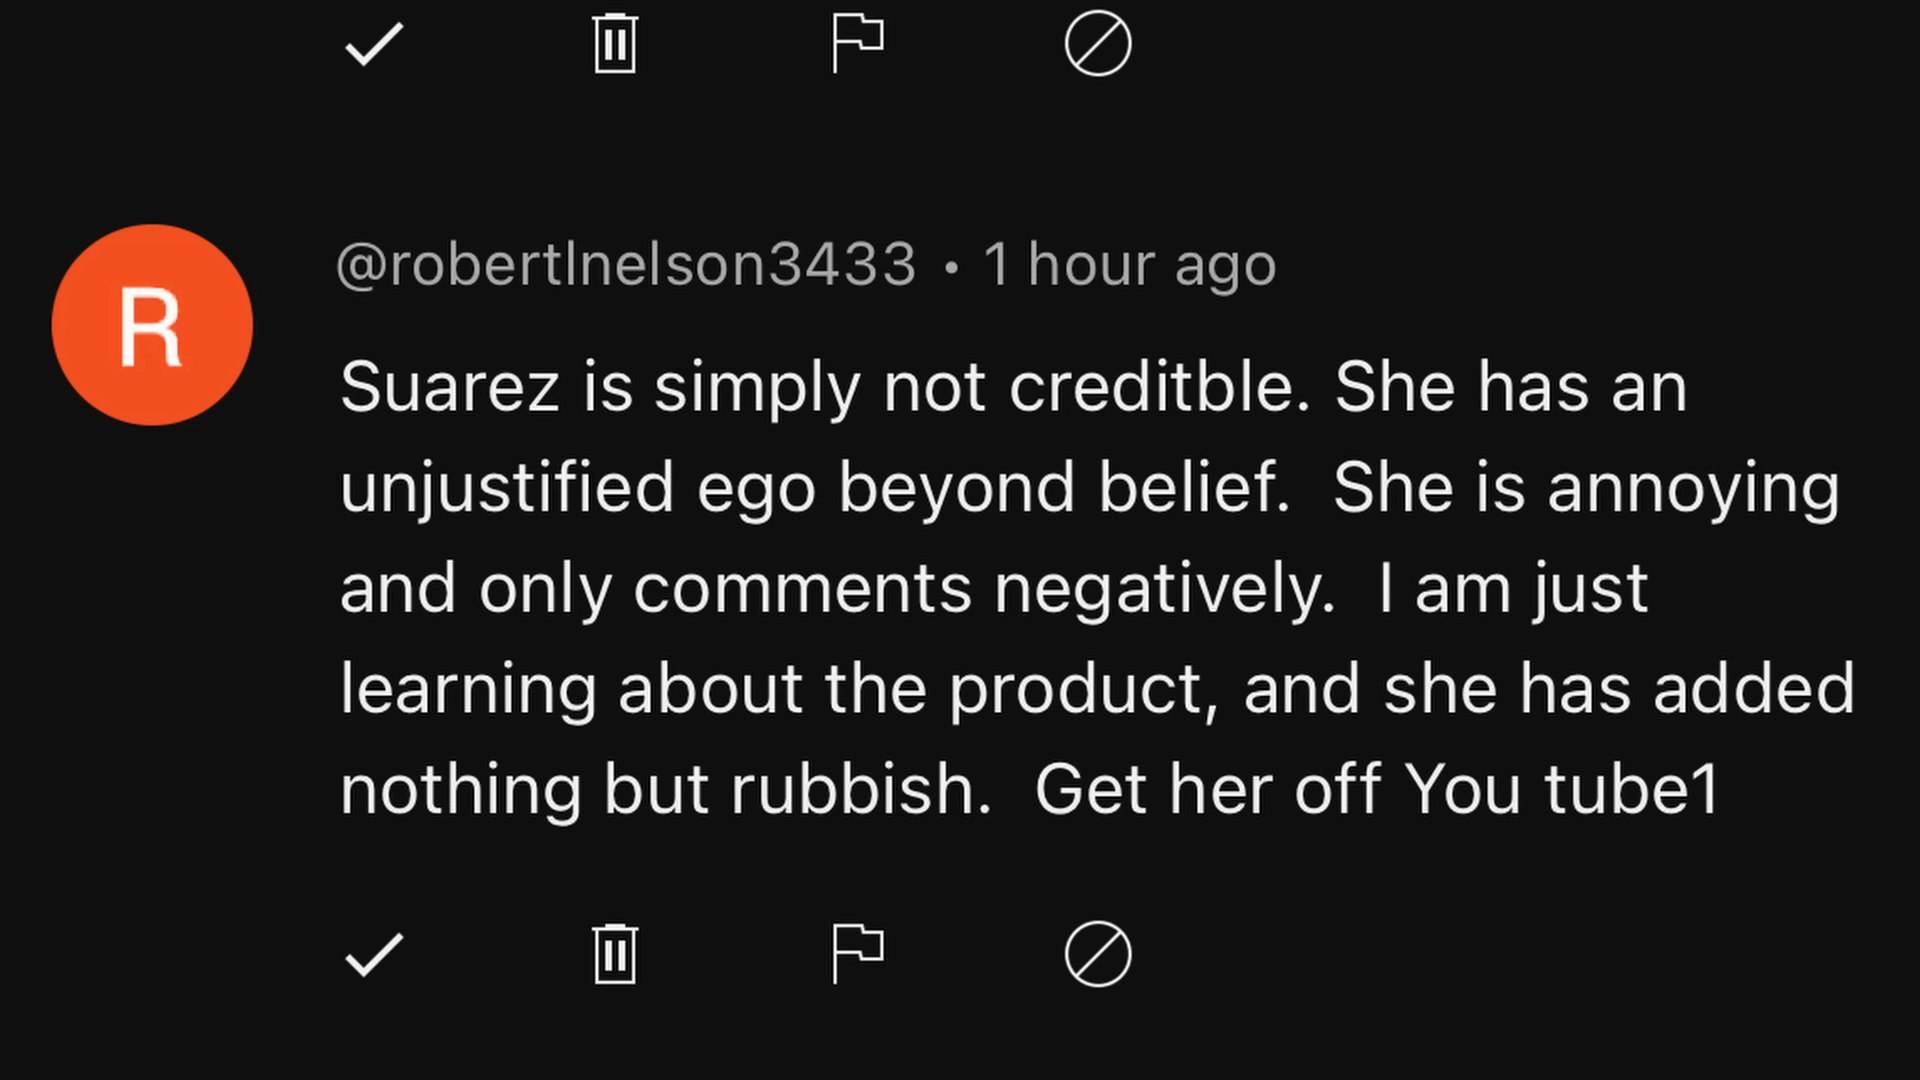 R
@robertlnelson3433 • 1 hour ago
Suarez is simply not creditble. She has an
unjustified ego beyond belief.  She is annoying
and only comments negatively.  I am just
learning about the product, and she has added
nothing but rubbish.  Get her off You tube1